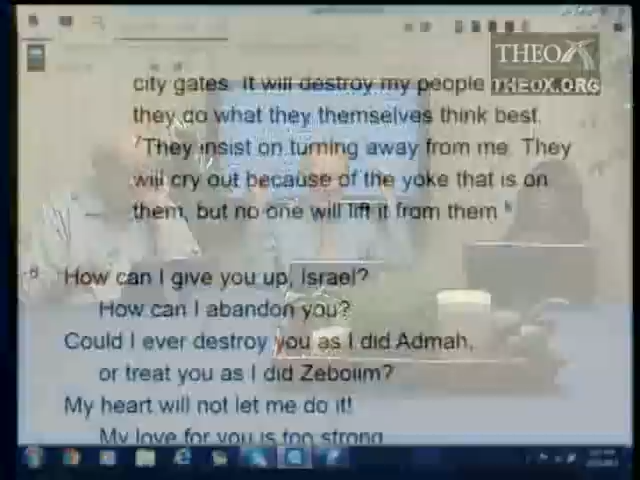 THEOX
THEOX.ORG
city gates. It will destroy my people
they do what they themselves think best.
7 They insist on turning away from me. They
will cry out because of the yoke that is on
them, but no one will lift it from them
8 How can I give you up, Israel?
How can I abandon you?
Could I ever destroy you as I did Admah,
or treat you as I did Zeboiim?
My heart will not let me do it!
My love for you is too strong